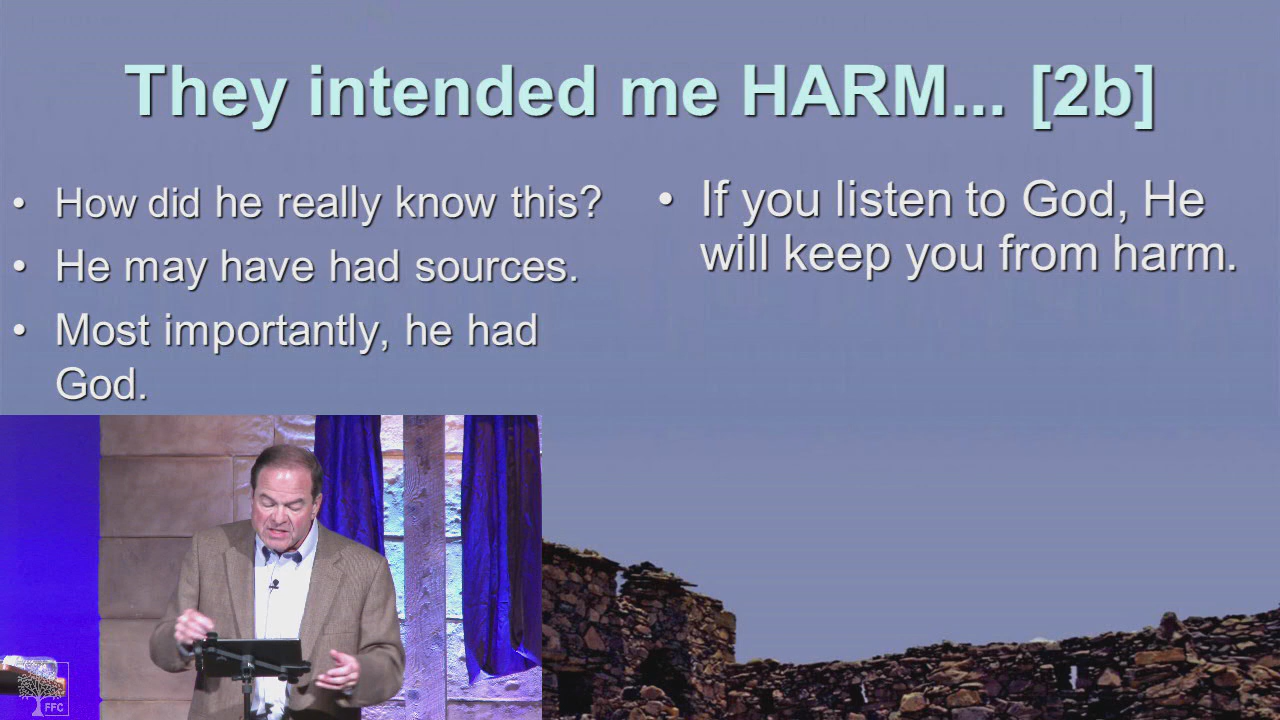 They intended me HARM... [2b]
• How did he really know this?
• He may have had sources.
• Most importantly, he had
God.
• If you listen to God, He
will keep you from harm.
FFC